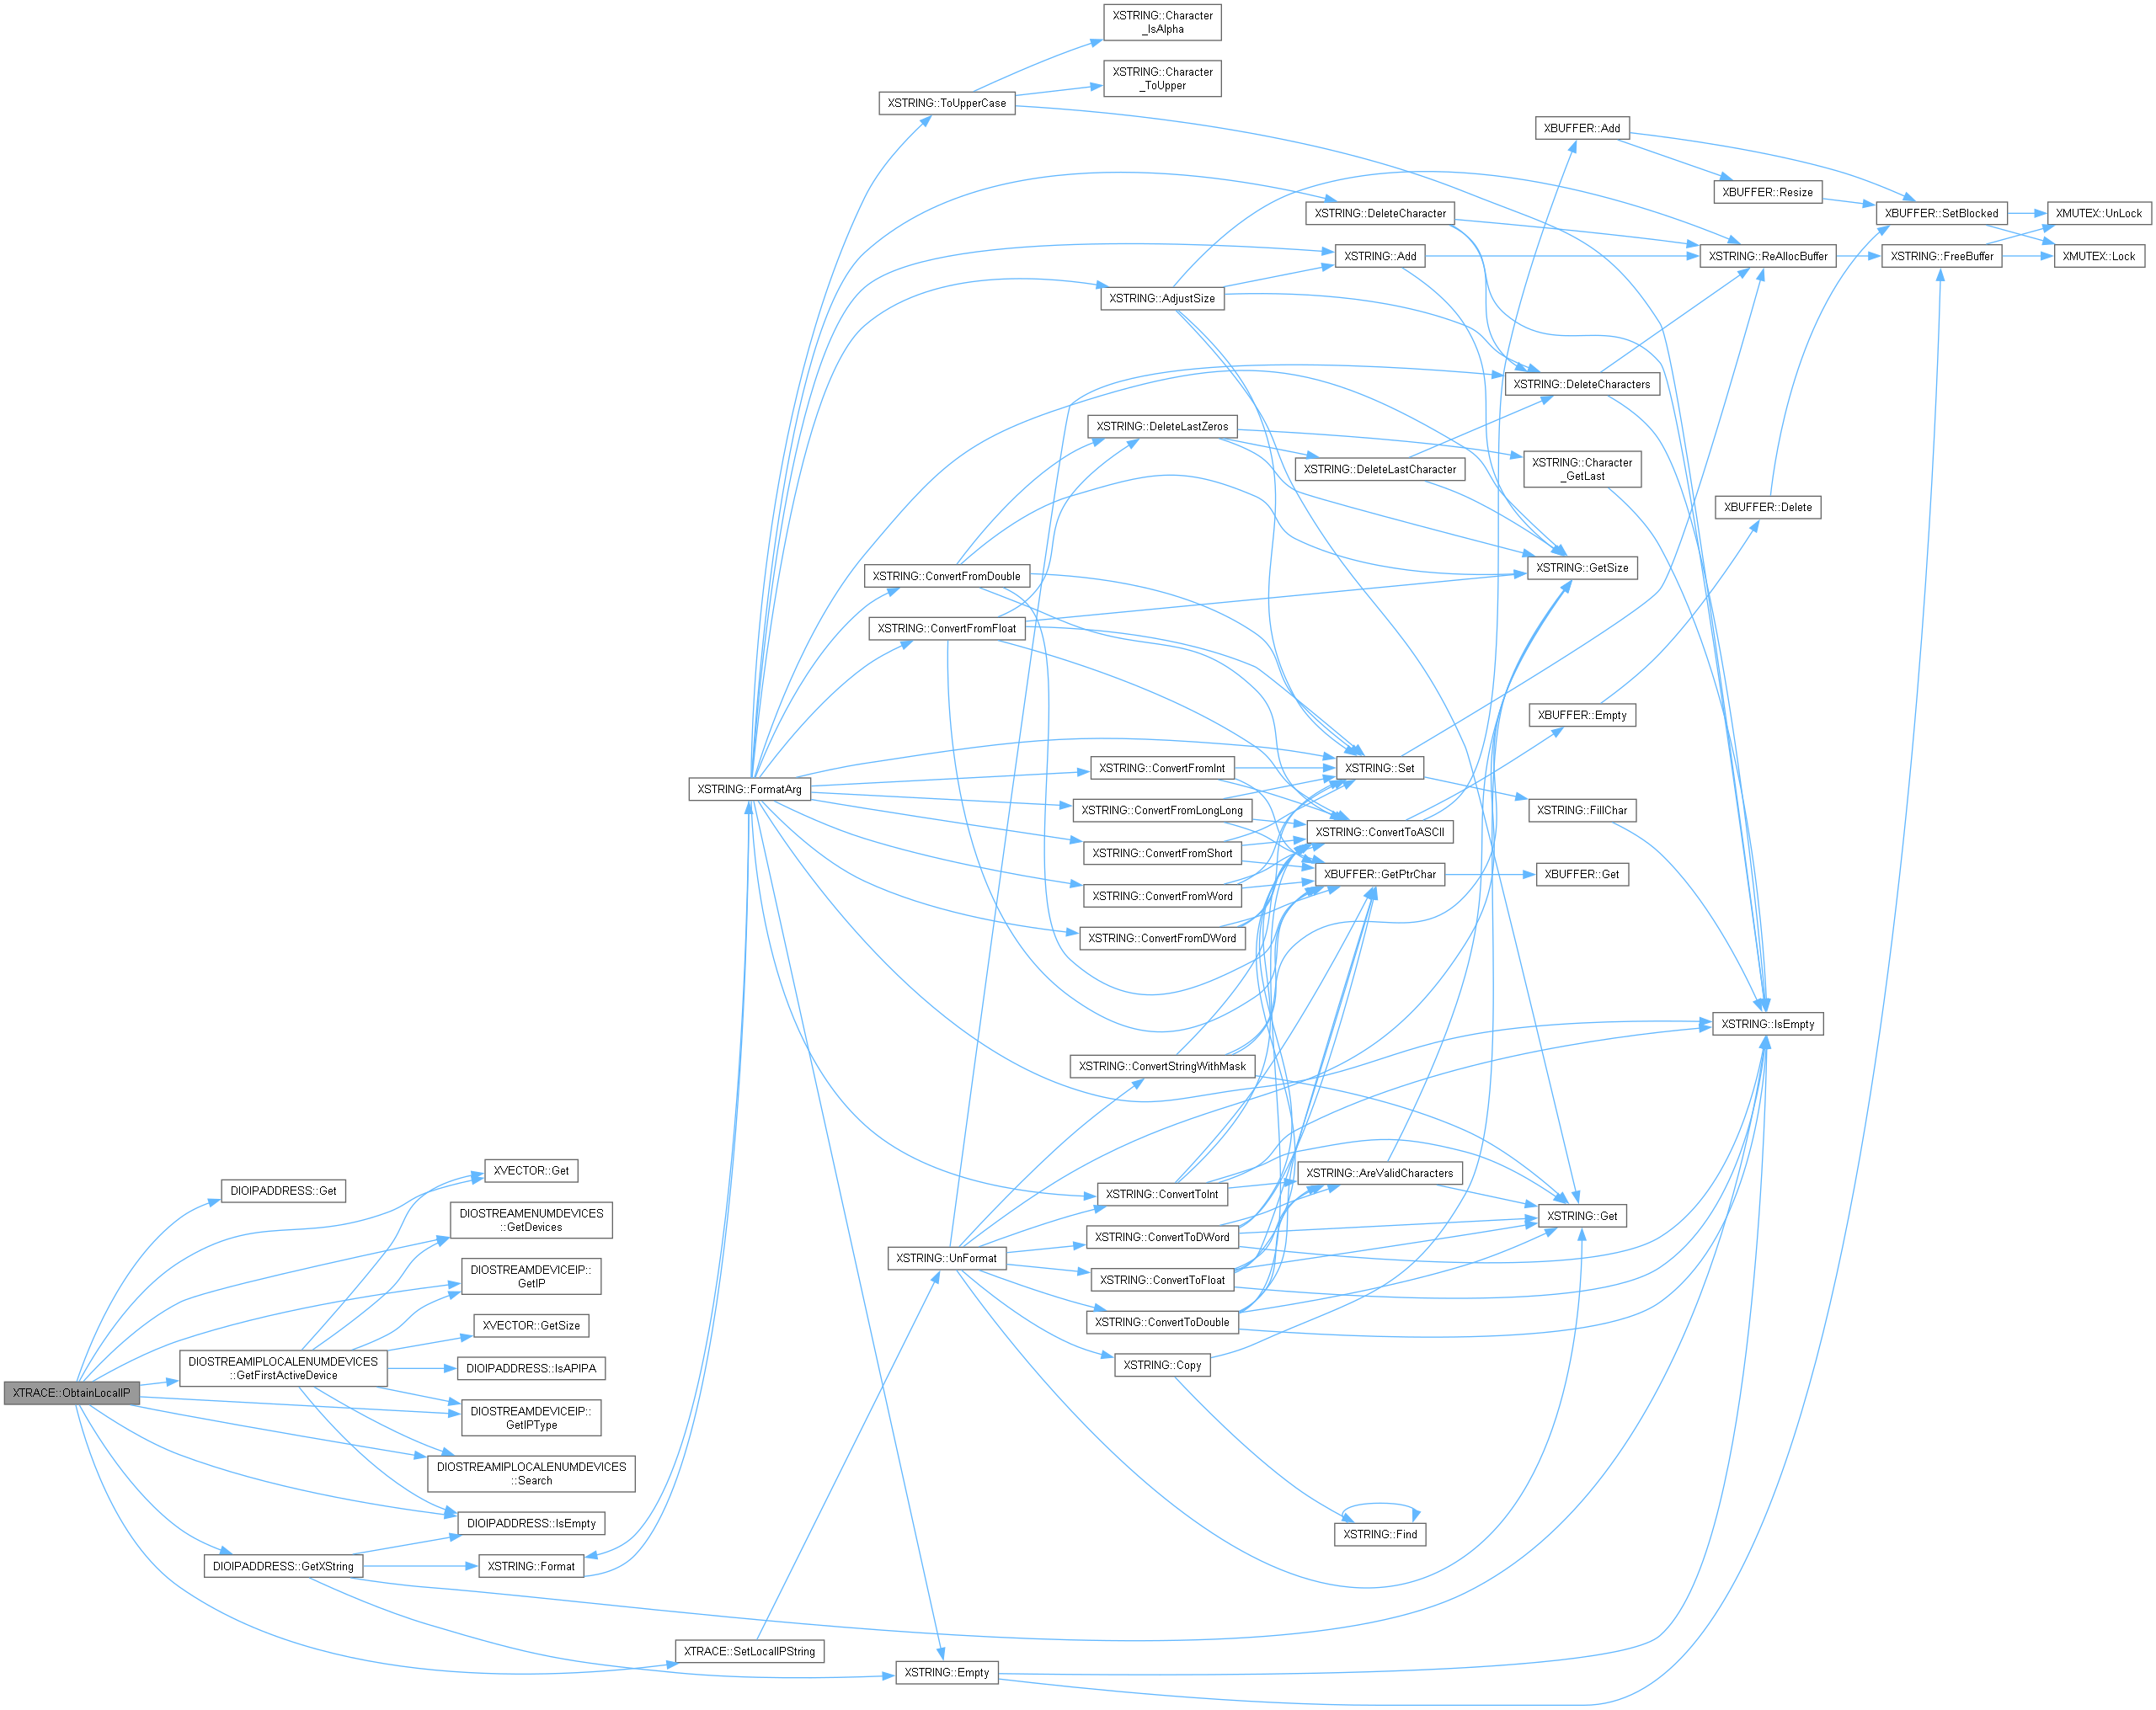 XSTRING::Character
_IsAlpha
XSTRING::Character
_ToUpper
XSTRING::ToUpperCase
XBUFFER::Add
XBUFFER::Resize
XSTRING::DeleteCharacter
XBUFFER::SetBlocked
XMUTEX::UnLock
XSTRING::Add
XSTRING::ReAllocBuffer
XSTRING::FreeBuffer
XMUTEX::Lock
XSTRING::AdjustSize
XSTRING::DeleteCharacters
XSTRING::DeleteLastZeros
XSTRING::DeleteLastCharacter
XSTRING::Character
_GetLast
XBUFFER::Delete
XSTRING::GetSize
XSTRING::ConvertFromDouble
XSTRING::ConvertFromFloat
XBUFFER::Empty
XSTRING::ConvertFromInt
XSTRING::Set
XSTRING::FormatArg
XSTRING::ConvertFromLongLong
XSTRING::FillChar
XSTRING::ConvertToASCII
XSTRING::ConvertFromShort
XBUFFER::GetPtrChar
XBUFFER::Get
XSTRING::ConvertFromWord
XSTRING::ConvertFromDWord
XSTRING::IsEmpty
XSTRING::ConvertStringWithMask
XVECTOR::Get
XSTRING::AreValidCharacters
DIOIPADDRESS::Get
XSTRING::ConvertToInt
DIOSTREAMENUMDEVICES
::GetDevices
XSTRING::Get
XSTRING::ConvertToDWord
XSTRING::UnFormat
DIOSTREAMDEVICEIP::
GetIP
XSTRING::ConvertToFloat
XVECTOR::GetSize
XSTRING::ConvertToDouble
DIOSTREAMIPLOCALENUMDEVICES
::GetFirstActiveDevice
DIOIPADDRESS::IsAPIPA
XSTRING::Copy
XTRACE::ObtainLocalIP
DIOSTREAMDEVICEIP::
GetIPType
DIOSTREAMIPLOCALENUMDEVICES
::Search
DIOIPADDRESS::IsEmpty
XSTRING::Find
DIOIPADDRESS::GetXString
XSTRING::Format
XTRACE::SetLocalIPString
XSTRING::Empty